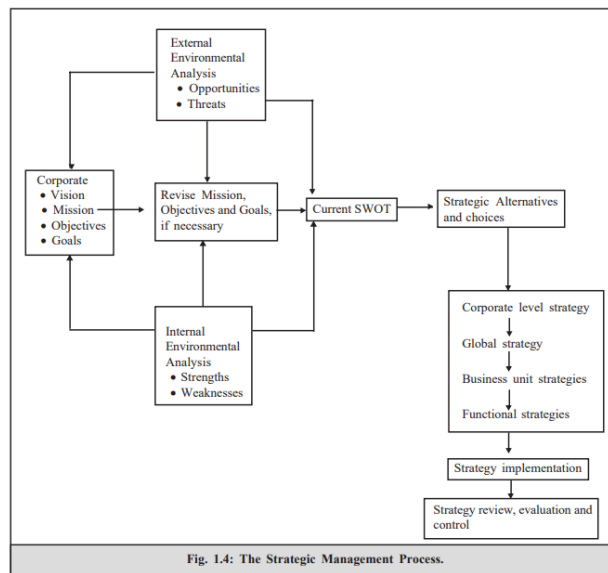 External
Environmental
Analysis
• Opportunities
• Threats
Corporate
• Vision
• Mission
• Objectives
• Goals
Revise Mission,
Objectives and Goals,
if necessary
Current SWOT
Strategic Alternatives
and choices
Internal
Environmental
Analysis
• Strengths
• Weaknesses
Corporate level strategy
Global strategy
Business unit strategies
Functional strategies
Strategy implementation
Strategy review, evaluation and
control
Fig. 1.4: The Strategic Management Process.